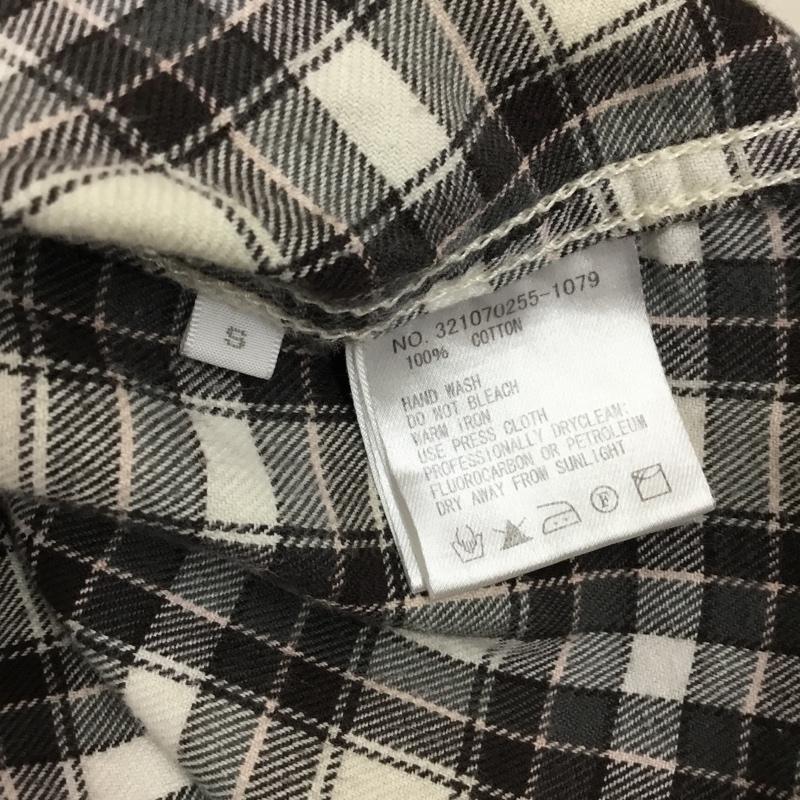 S
NO. 321070255-1079
100% COTTON
HAND WASH
DO NOT BLEACH
WARM IRON
USE PRESS CLOTH
PROFESSIONALLY DRYCLEAM:
FLUOROCARBON OR PETROLEUM
DRY AWAY FROM SUNLIGHT
F